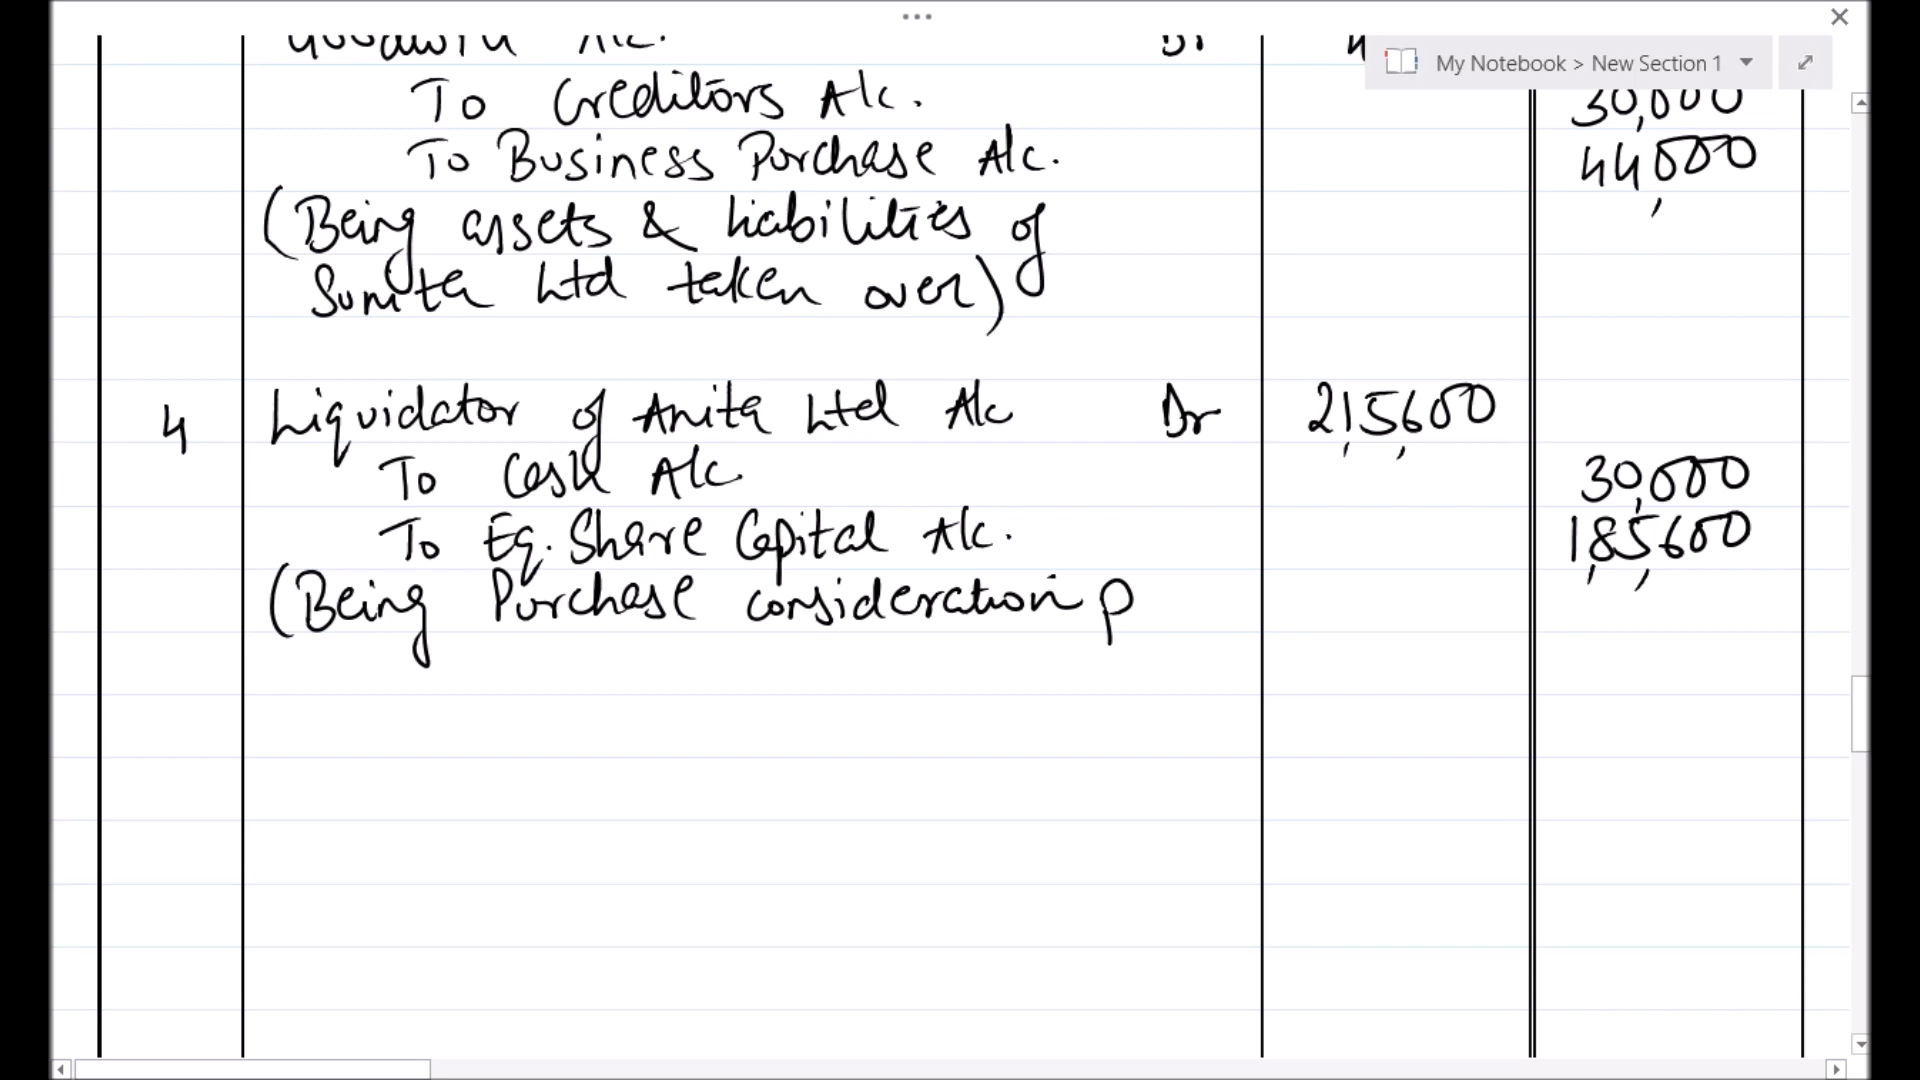 Goodwill A/c. Dr
My Notebook > New Section 1
To Creditors A/c. 30,000
To Business Purchase A/c. 44,000
(Being assets & liabilities of
Sunita Ltd taken over)
4 Liquidator of Anita Ltd A/c Dr 2,15,600
To Cash A/c 30,000
To Eq. Share Capital A/c. 1,85,600
(Being Purchase consideration p